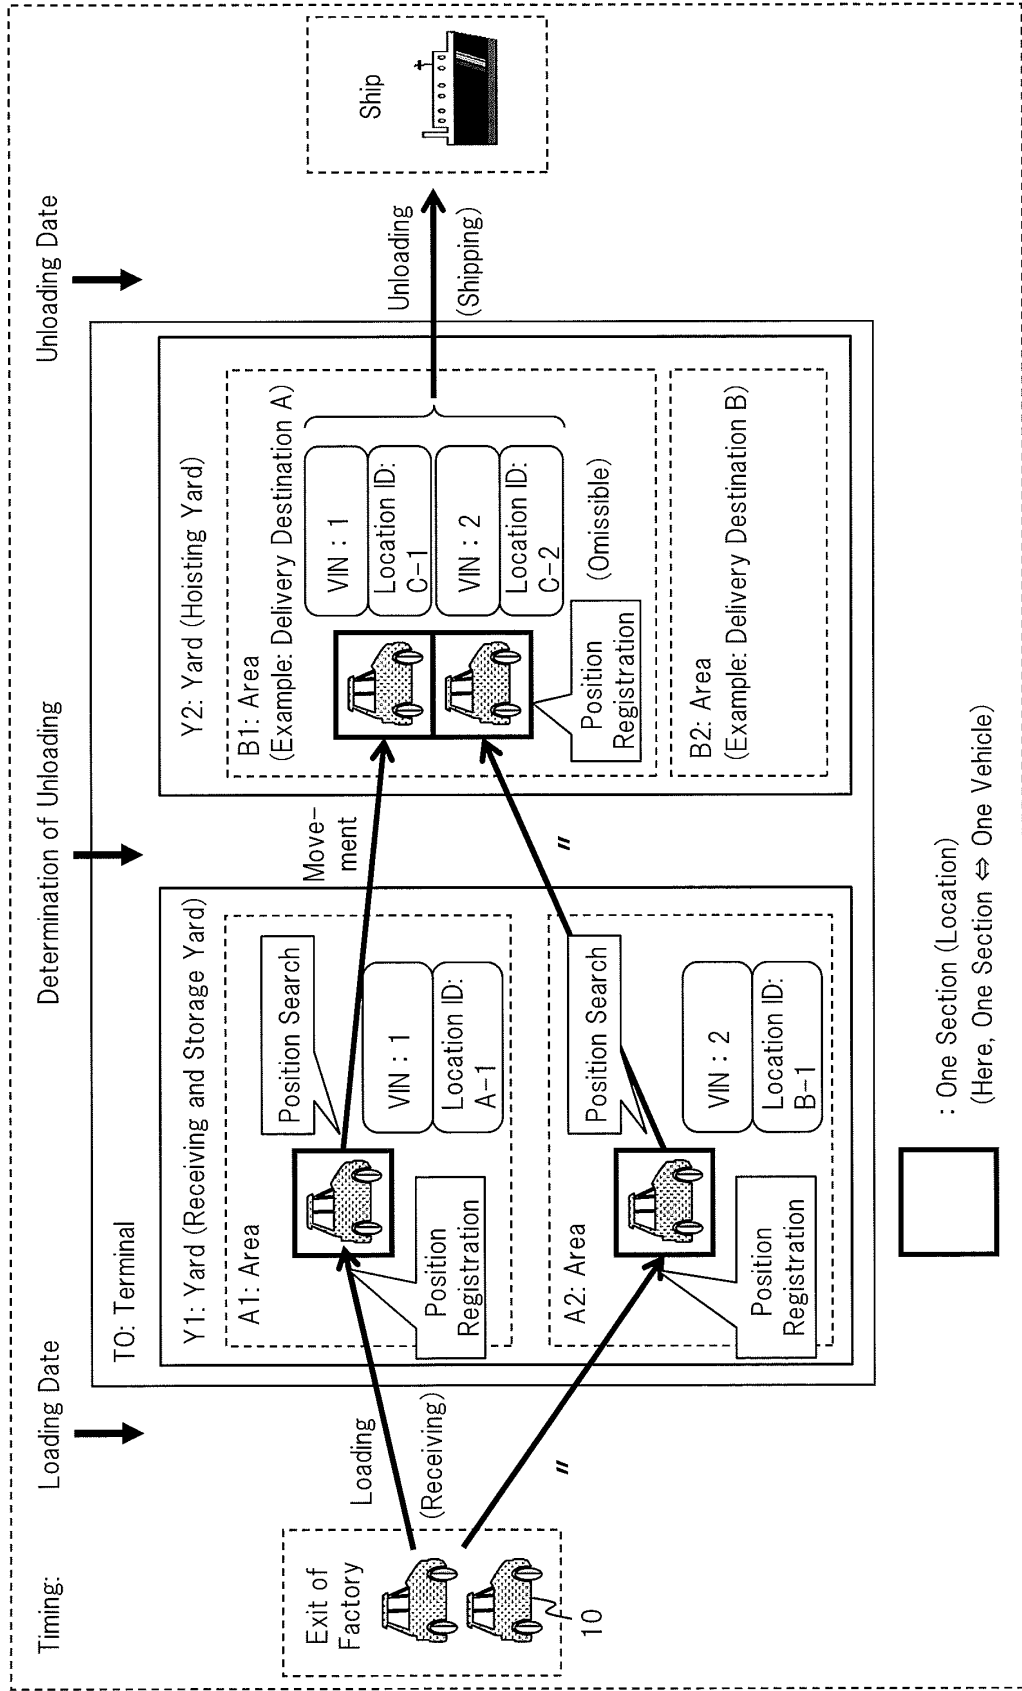 Timing:
Loading Date
Determination of Unloading
Unloading Date
T0: Terminal
Y1: Yard (Receiving and Storage Yard)
A1: Area
Position Search
VIN : 1
Location ID:
A-1
Position
Registration
A2: Area
Position Search
VIN : 2
Location ID:
B-1
Position
Registration
Exit of
Factory
10
Loading
(Receiving)
〃
Move-
ment
〃
Y2: Yard (Hoisting Yard)
B1: Area
(Example: Delivery Destination A)
VIN : 1
Location ID:
C-1
VIN : 2
Location ID:
C-2
(Omissible)
Position
Registration
B2: Area
(Example: Delivery Destination B)
Unloading
(Shipping)
Ship
: One Section (Location)
(Here, One Section ⇔ One Vehicle)